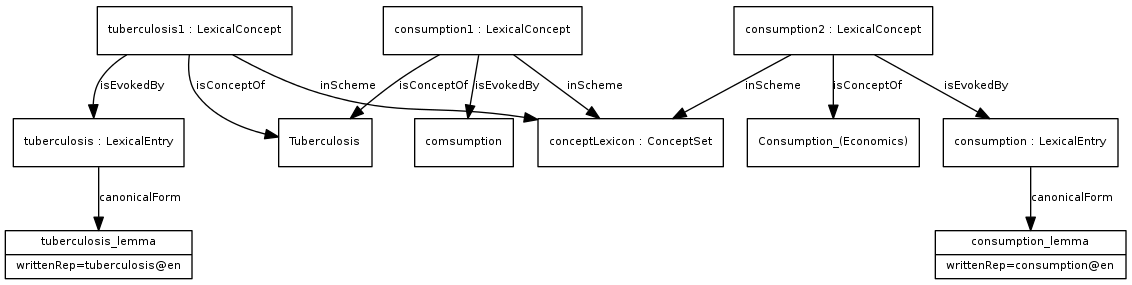 tuberculosis1 : LexicalConcept
consumption1 : LexicalConcept
consumption2 : LexicalConcept
isEvokedBy
isConceptOf
inScheme
isConceptOf
isEvokedBy
inScheme
inScheme
isConceptOf
isEvokedBy
tuberculosis : LexicalEntry
Tuberculosis
comsumption
conceptLexicon : ConceptSet
Consumption_(Economics)
consumption : LexicalEntry
canonicalForm
canonicalForm
tuberculosis_lemma
writtenRep=tuberculosis@en
consumption_lemma
writtenRep=consumption@en